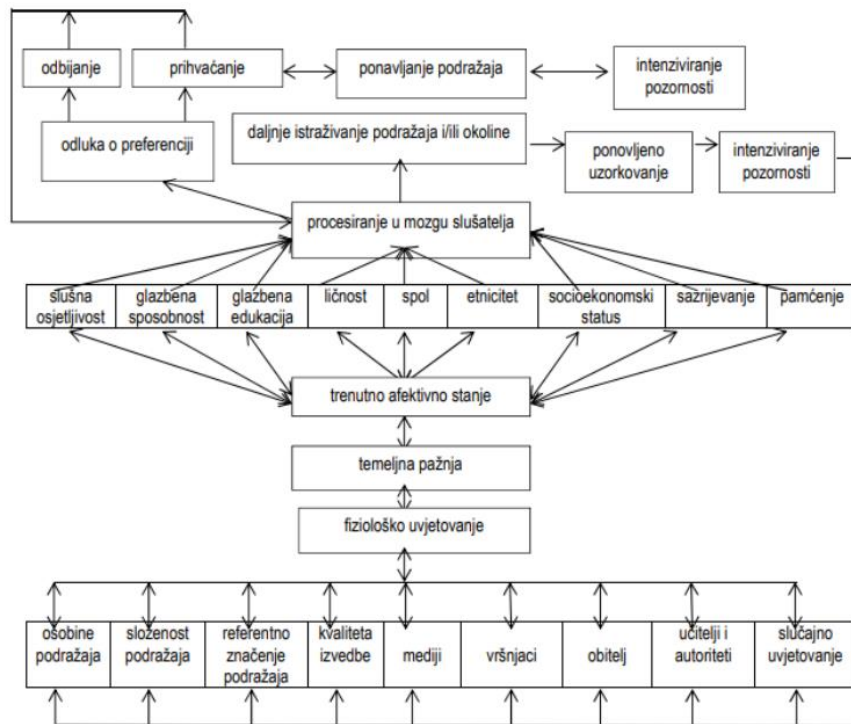 odbijanje
prihvaćanje
ponavljanje podražaja
intenziviranje
pozornosti
odluka o preferenciji
daljnje istraživanje podražaja i/ili okoline
ponovljeno
uzorkovanje
intenziviranje
pozornosti
procesiranje u mozgu slušatelja
slušna
osjetljivost
glazbena
sposobnost
glazbena
edukacija
ličnost
spol
etnicitet
socioekonomski
status
sazrijevanje
pamćenje
trenutno afektivno stanje
temeljna pažnja
fiziološko uvjetovanje
osobine
podražaja
složenost
podražaja
referentno
značenje
podražaja
kvaliteta
izvedbe
mediji
vršnjaci
obitelj
učitelji i
autoriteti
slučajno
uvjetovanje